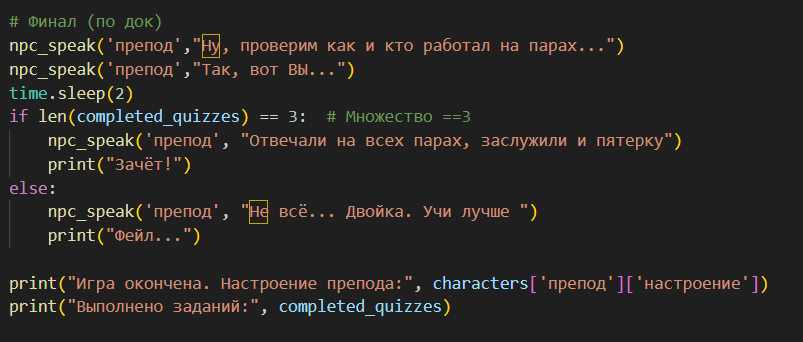 # Финал (по док)
npc_speak('препод',"Ну, проверим как и кто работал на парах...")
npc_speak('препод',"Так, вот ВЫ...")
time.sleep(2)
if len(completed_quizzes) == 3:  # Множество ==3
    npc_speak('препод', "Отвечали на всех парах, заслужили и пятерку")
    print("Зачёт!")
else:
    npc_speak('препод', "Не всё... Двойка. Учи лучше ")
    print("Фейл...")
print("Игра окончена. Настроение препода:", characters['препод']['настроение'])
print("Выполнено заданий:", completed_quizzes)